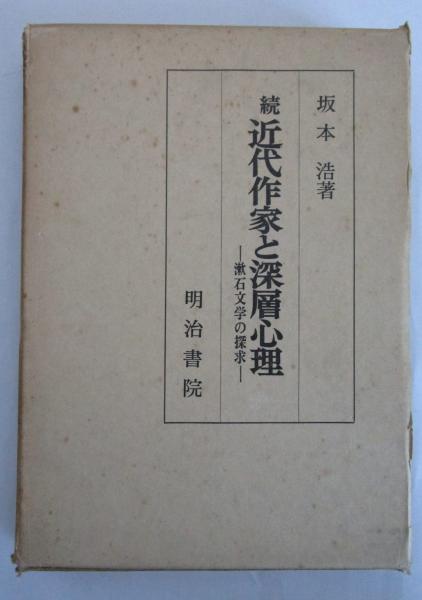 坂本浩著
続 近代作家と深層心理
―漱石文学の探求―
明治書院